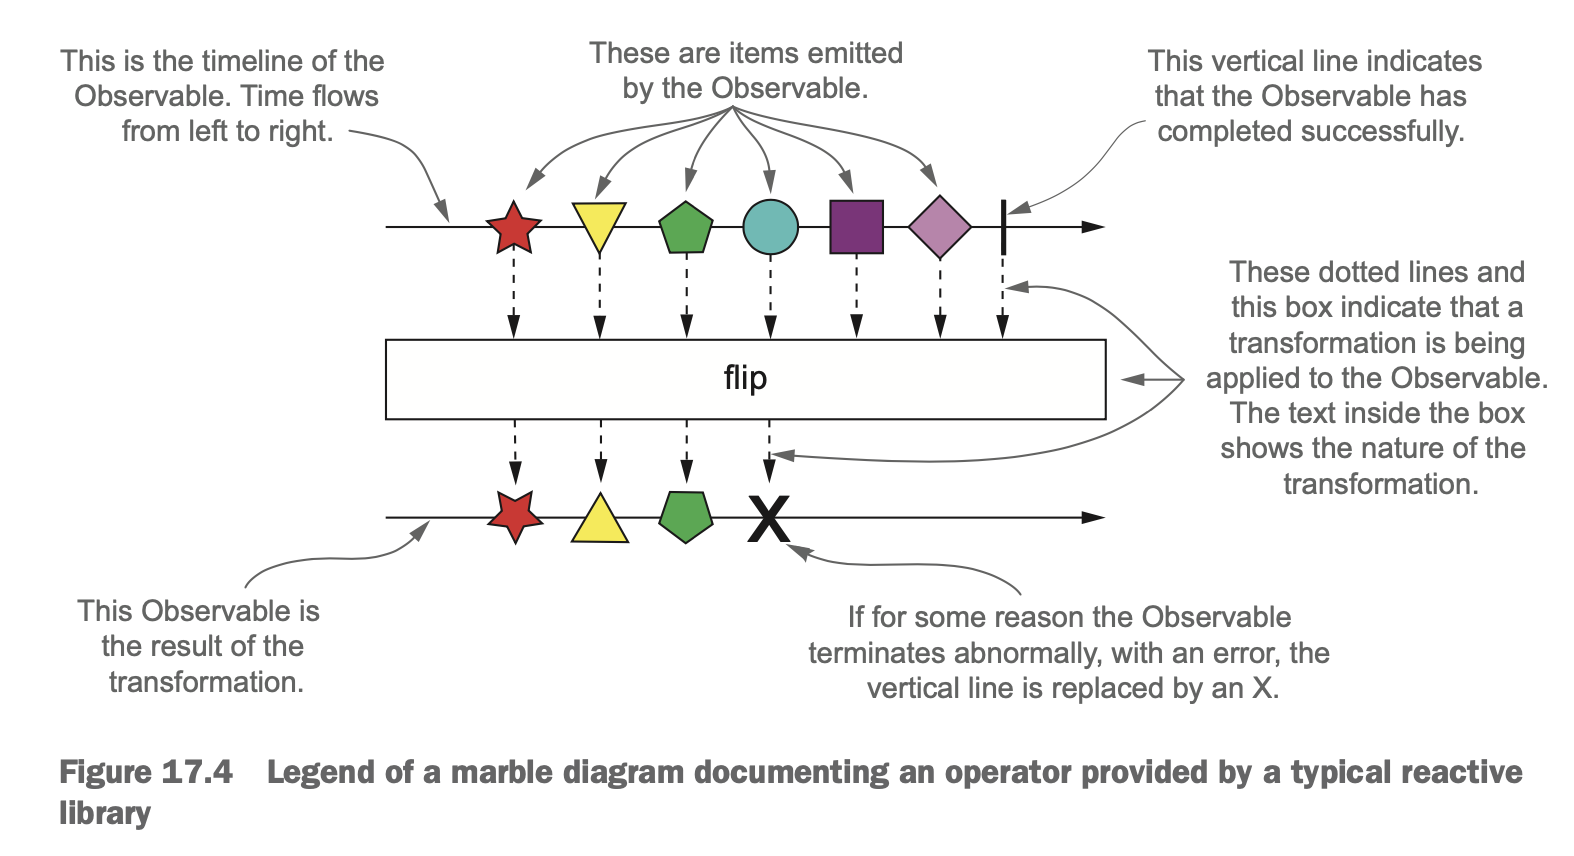 This is the timeline of the
Observable. Time flows
from left to right.
These are items emitted
by the Observable.
This vertical line indicates
that the Observable has
completed successfully.
These dotted lines and
this box indicate that a
transformation is being
applied to the Observable.
The text inside the box
shows the nature of the
transformation.
flip
X
This Observable is
the result of the
transformation.
If for some reason the Observable
terminates abnormally, with an error, the
vertical line is replaced by an X.
Figure 17.4 Legend of a marble diagram documenting an operator provided by a typical reactive
library